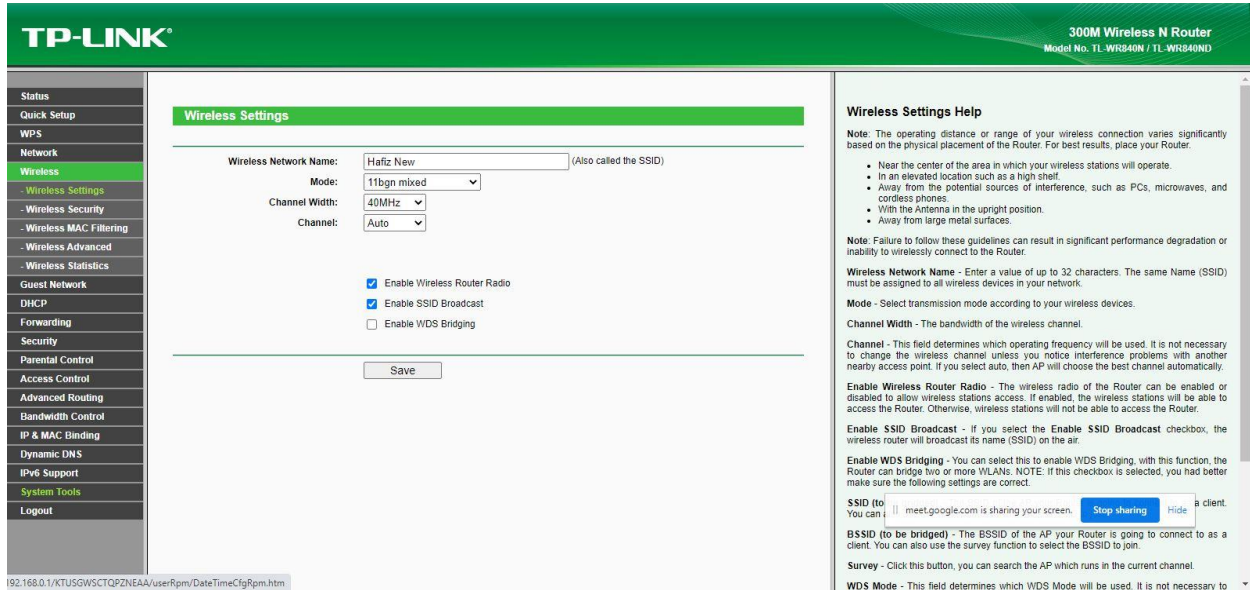 TP-LINK®
300M Wireless N Router
Model No. TL-WR840N / TL-WR840ND
Status
Quick Setup
WPS
Network
Wireless
- Wireless Settings
- Wireless Security
- Wireless MAC Filtering
- Wireless Advanced
- Wireless Statistics
Guest Network
DHCP
Forwarding
Security
Parental Control
Access Control
Advanced Routing
Bandwidth Control
IP & MAC Binding
Dynamic DNS
IPv6 Support
System Tools
Logout
Wireless Settings
Wireless Network Name: Hafiz New (Also called the SSID)
Mode: 11bgn mixed
Channel Width: 40MHz
Channel: Auto
Enable Wireless Router Radio
Enable SSID Broadcast
Enable WDS Bridging
Save
Wireless Settings Help
Note: The operating distance or range of your wireless connection varies significantly
based on the physical placement of the Router. For best results, place your Router.
• Near the center of the area in which your wireless stations will operate.
• In an elevated location such as a high shelf.
• Away from the potential sources of interference, such as PCs, microwaves, and
cordless phones.
• With the Antenna in the upright position.
• Away from large metal surfaces.
Note: Failure to follow these guidelines can result in significant performance degradation or
inability to wirelessly connect to the Router.
Wireless Network Name - Enter a value of up to 32 characters. The same Name (SSID)
must be assigned to all wireless devices in your network.
Mode - Select transmission mode according to your wireless devices.
Channel Width - The bandwidth of the wireless channel.
Channel - This field determines which operating frequency will be used. It is not necessary
to change the wireless channel unless you notice interference problems with another
nearby access point. If you select auto, then AP will choose the best channel automatically.
Enable Wireless Router Radio - The wireless radio of the Router can be enabled or
disabled to allow wireless stations access. If enabled, the wireless stations will be able to
access the Router. Otherwise, wireless stations will not be able to access the Router.
Enable SSID Broadcast - If you select the Enable SSID Broadcast checkbox, the
wireless router will broadcast its name (SSID) on the air.
Enable WDS Bridging - You can select this to enable WDS Bridging, with this function, the
Router can bridge two or more WLANs. NOTE: If this checkbox is selected, you had better
make sure the following settings are correct.
SSID (to a client.
You can
meet.google.com is sharing your screen. Stop sharing Hide
BSSID (to be bridged) - The BSSID of the AP your Router is going to connect to as a
client. You can also use the survey function to select the BSSID to join.
Survey - Click this button, you can search the AP which runs in the current channel.
WDS Mode - This field determines which WDS Mode will be used. It is not necessary to
192.168.0.1/KTUSGWSCTQPZNEAA/userRpm/DateTimeCfgRpm.htm